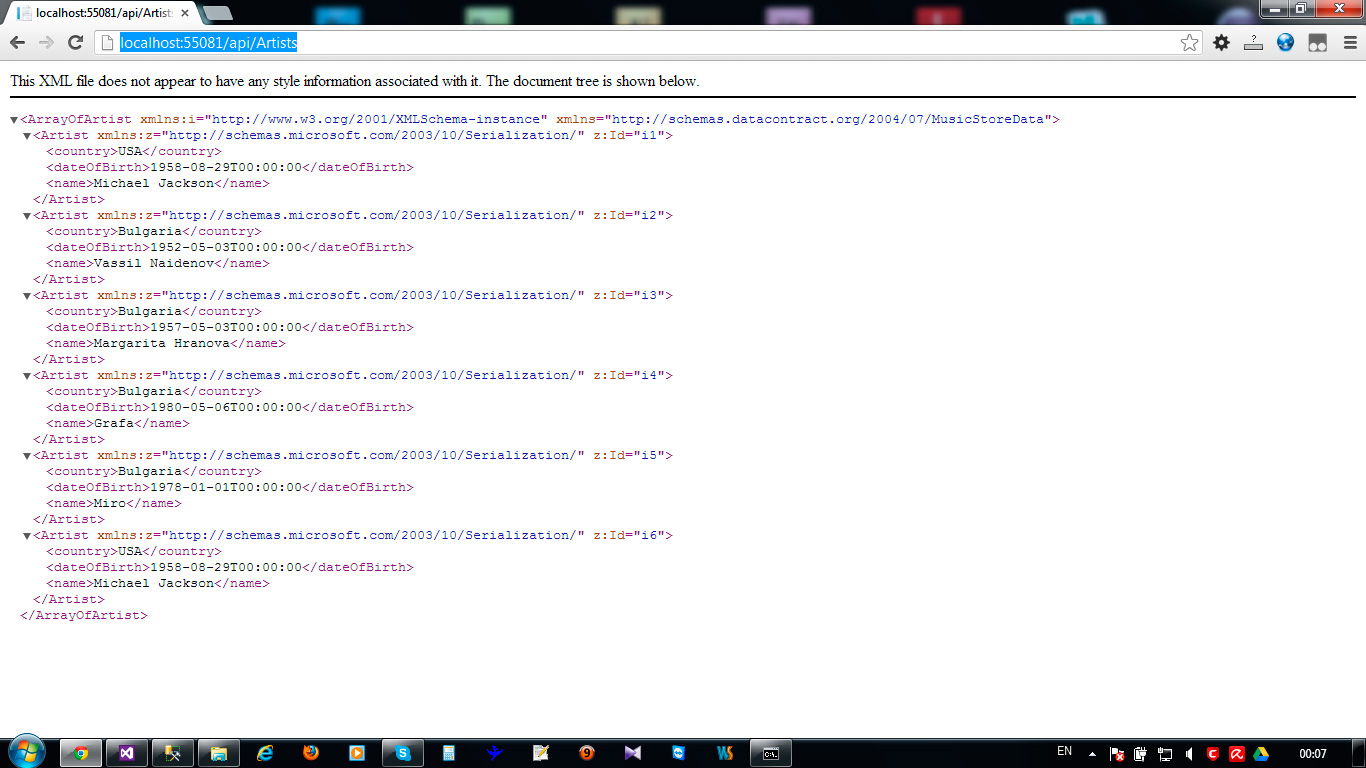 localhost:55081/api/Artists
localhost:55081/api/Artists
This XML file does not appear to have any style information associated with it. The document tree is shown below.
▼<ArrayOfArtist xmlns:i="http://www.w3.org/2001/XMLSchema-instance" xmlns="http://schemas.datacontract.org/2004/07/MusicStoreData">
▼<Artist xmlns:z="http://schemas.microsoft.com/2003/10/Serialization/" z:Id="i1">
<country>USA</country>
<dateOfBirth>1958-08-29T00:00:00</dateOfBirth>
<name>Michael Jackson</name>
</Artist>
▼<Artist xmlns:z="http://schemas.microsoft.com/2003/10/Serialization/" z:Id="i2">
<country>Bulgaria</country>
<dateOfBirth>1952-05-03T00:00:00</dateOfBirth>
<name>Vassil Naidenov</name>
</Artist>
▼<Artist xmlns:z="http://schemas.microsoft.com/2003/10/Serialization/" z:Id="i3">
<country>Bulgaria</country>
<dateOfBirth>1957-05-03T00:00:00</dateOfBirth>
<name>Margarita Hranova</name>
</Artist>
▼<Artist xmlns:z="http://schemas.microsoft.com/2003/10/Serialization/" z:Id="i4">
<country>Bulgaria</country>
<dateOfBirth>1980-05-06T00:00:00</dateOfBirth>
<name>Grafa</name>
</Artist>
▼<Artist xmlns:z="http://schemas.microsoft.com/2003/10/Serialization/" z:Id="i5">
<country>Bulgaria</country>
<dateOfBirth>1978-01-01T00:00:00</dateOfBirth>
<name>Miro</name>
</Artist>
▼<Artist xmlns:z="http://schemas.microsoft.com/2003/10/Serialization/" z:Id="i6">
<country>USA</country>
<dateOfBirth>1958-08-29T00:00:00</dateOfBirth>
<name>Michael Jackson</name>
</Artist>
</ArrayOfArtist>
EN 00:07